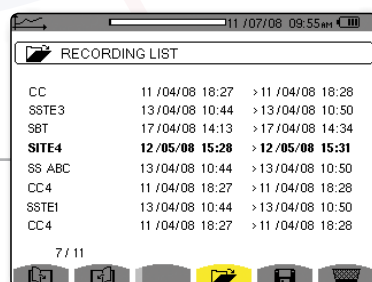 11 /07/08 09:55 AM
RECORDING LIST
CC 11 /04/08 18:27 >11 /04/08 18:28
SSTE3 13/04/08 10:44 >13/04/08 10:50
SBT 17/04/08 14:13 >17/04/08 14:34
SITE4 12/05/08 15:28 >12/05/08 15:31
SS ABC 13/04/08 10:44 >13/04/08 10:50
CC4 11 /04/08 18:27 >11 /04/08 18:28
SSTE1 13/04/08 10:44 >13/04/08 10:50
CC4 11 /04/08 18:27 >11 /04/08 18:28
7/ 11